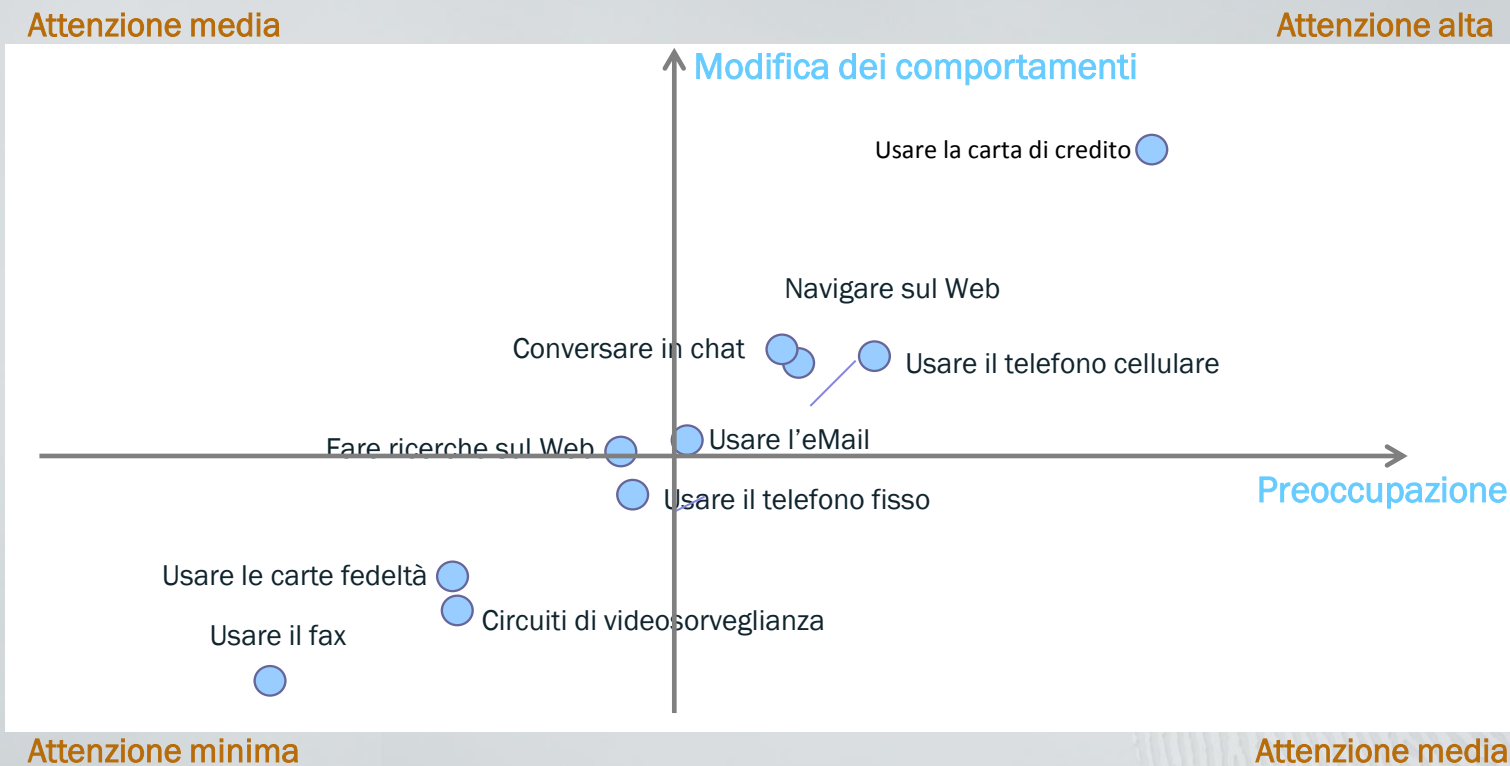 Attenzione media
Attenzione alta
Modifica dei comportamenti
Usare la carta di credito
Navigare sul Web
Conversare in chat
Usare il telefono cellulare
Fare ricerche sul Web
Usare l'eMail
Preoccupazione
Usare il telefono fisso
Usare le carte fedeltà
Circuiti di videosorveglianza
Usare il fax
Attenzione minima
Attenzione media